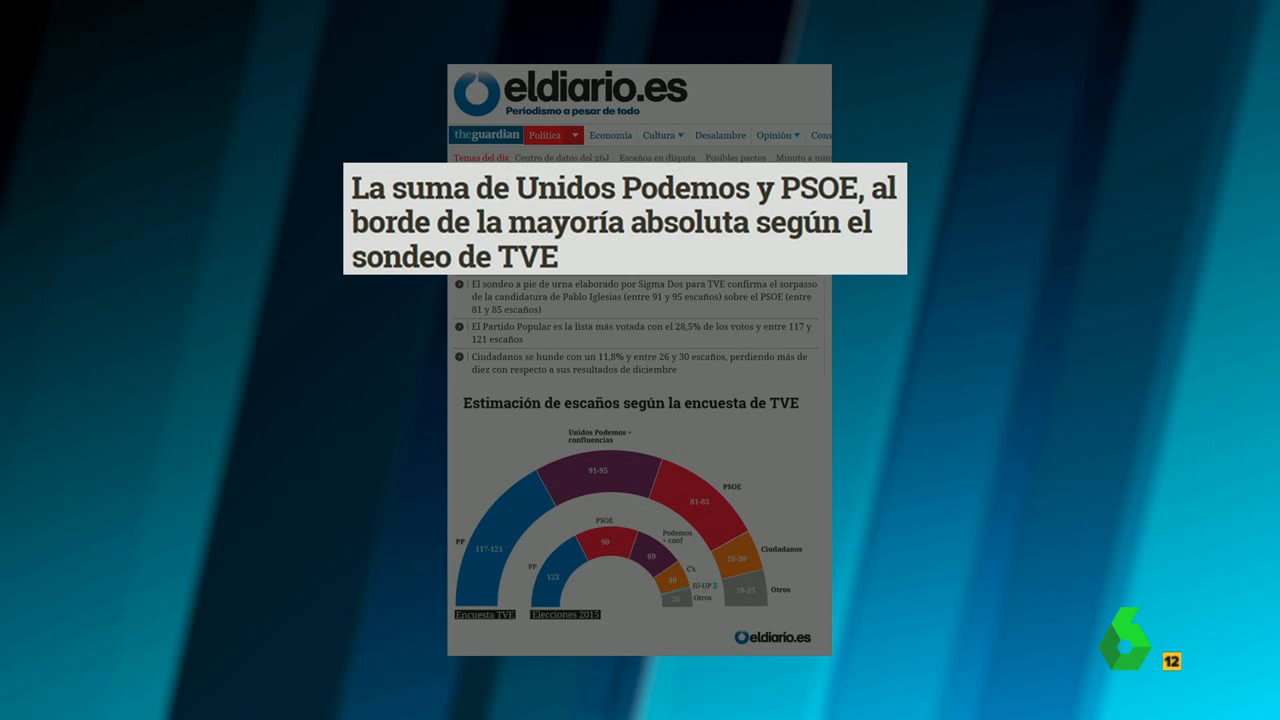 eldiario.es
Periodismo a pesar de todo
theguardian Política Economía Cultura Desalambre Opinión Cons
Temas del día Centro de datos del 26J Escaños en disputa Posibles pactos Minuto a minu
La suma de Unidos Podemos y PSOE, al
borde de la mayoría absoluta según el
sondeo de TVE
El sondeo a pie de urna elaborado por Sigma Dos para TVE confirma el sorpasso
de la candidatura de Pablo Iglesias (entre 91 y 95 escaños) sobre el PSOE (entre
81 y 85 escaños)
El Partido Popular es la lista más votada con el 28,5% de los votos y entre 117 y
121 escaños
Ciudadanos se hunde con un 11,8% y entre 26 y 30 escaños, perdiendo más de
diez con respecto a sus resultados de diciembre
Estimación de escaños según la encuesta de TVE
Unidos Podemos +
confluencias
91-95
PSOE
81-85
PSOE
90
Podemos
+ conf
69
PP
117-121
Ciudadanos
26-30
PP
123
C's
40
IU-UP 2
Otros
Otros
Encuesta TVE
Elecciones 2015
eldiario.es
6
12